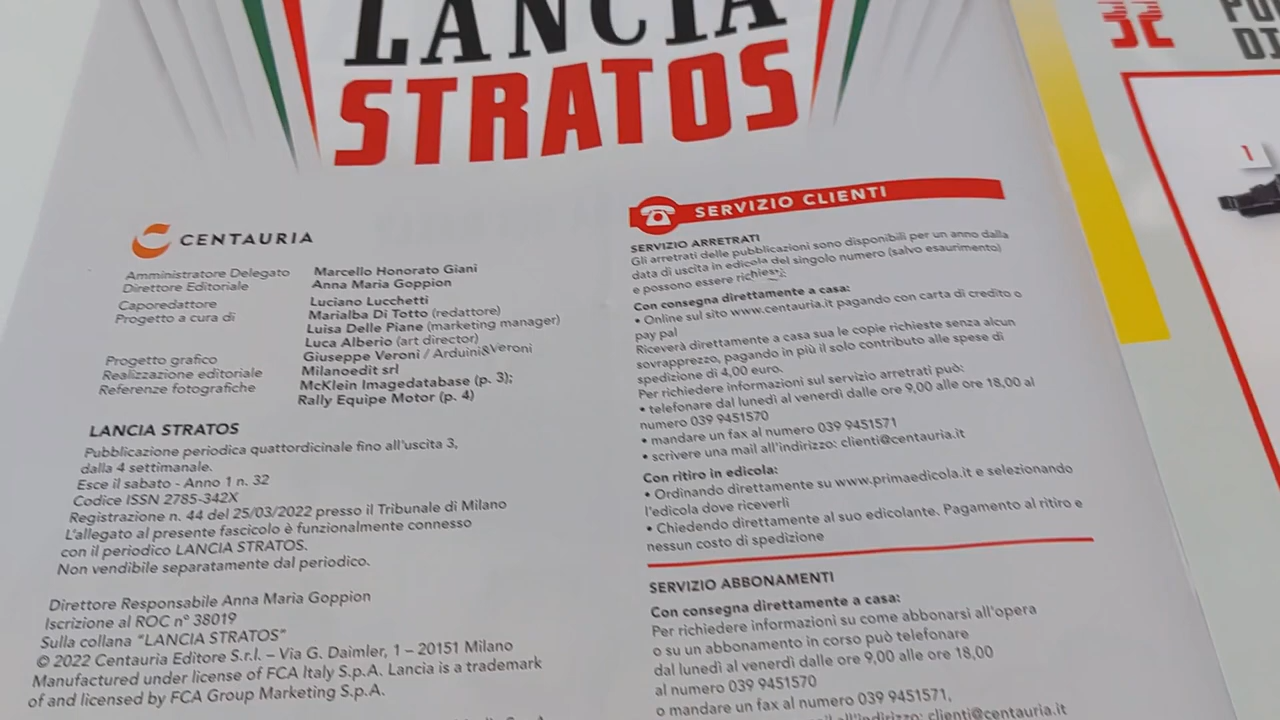 LANCIA
STRATOS
CENTAURIA
Amministratore Delegato Marcello Honorato Giani
Direttore Editoriale Anna Maria Goppion
Caporedattore Luciano Lucchetti
Progetto a cura di Marialba Di Totto (redattore)
Luisa Delle Piane (marketing manager)
Luca Alberio (art director)
Progetto grafico Giuseppe Veroni / Arduini&Veroni
Realizzazione editoriale Milanoedit srl
Referenze fotografiche McKlein Imagedatabase (p. 3);
Rally Equipe Motor (p. 4)
LANCIA STRATOS
Pubblicazione periodica quattordicinale fino all'uscita 3,
dalla 4 settimanale.
Esce il sabato - Anno 1 n. 32
Codice ISSN 2785-342X
Registrazione n. 44 del 25/03/2022 presso il Tribunale di Milano
L'allegato al presente fascicolo è funzionalmente connesso
con il periodico LANCIA STRATOS.
Non vendibile separatamente dal periodico.
Direttore Responsabile Anna Maria Goppion
Iscrizione al ROC n° 38019
Sulla collana "LANCIA STRATOS"
© 2022 Centauria Editore S.r.l. – Via G. Daimler, 1 – 20151 Milano
Manufactured under license of FCA Italy S.p.A. Lancia is a trademark
of and licensed by FCA Group Marketing S.p.A.
SERVIZIO CLIENTI
SERVIZIO ARRETRATI
Gli arretrati delle pubblicazioni sono disponibili per un anno dalla
data di uscita in edicola del singolo numero (salvo esaurimento)
e possono essere
Con consegna direttamente a casa:
• Online sul sito www.centauria.it pagando con carta di credito o
pay pal
Riceverà direttamente a casa sua le copie richieste senza alcun
sovrapprezzo, pagando in più il solo contributo alle spese di
spedizione di 4,00 euro.
Per richiedere informazioni sul servizio arretrati può:
• telefonare dal lunedì al venerdì dalle ore 9,00 alle ore 18,00 al
numero 039 9451570
• mandare un fax al numero 039 9451571
• scrivere una mail all'indirizzo: clienti@centauria.it
Con ritiro in edicola:
• Ordinando direttamente su www.primaedicola.it e selezionando
l'edicola dove riceverli
• Chiedendo direttamente al suo edicolante. Pagamento al ritiro e
nessun costo di spedizione
SERVIZIO ABBONAMENTI
Con consegna direttamente a casa:
Per richiedere informazioni su come abbonarsi all'opera
o su un abbonamento in corso può telefonare
dal lunedì al venerdì dalle ore 9,00 alle ore 18,00
al numero 039 9451570
o mandare un fax al numero 039 9451571,
mail all'indirizzo: clienti@centauria.it
32
1